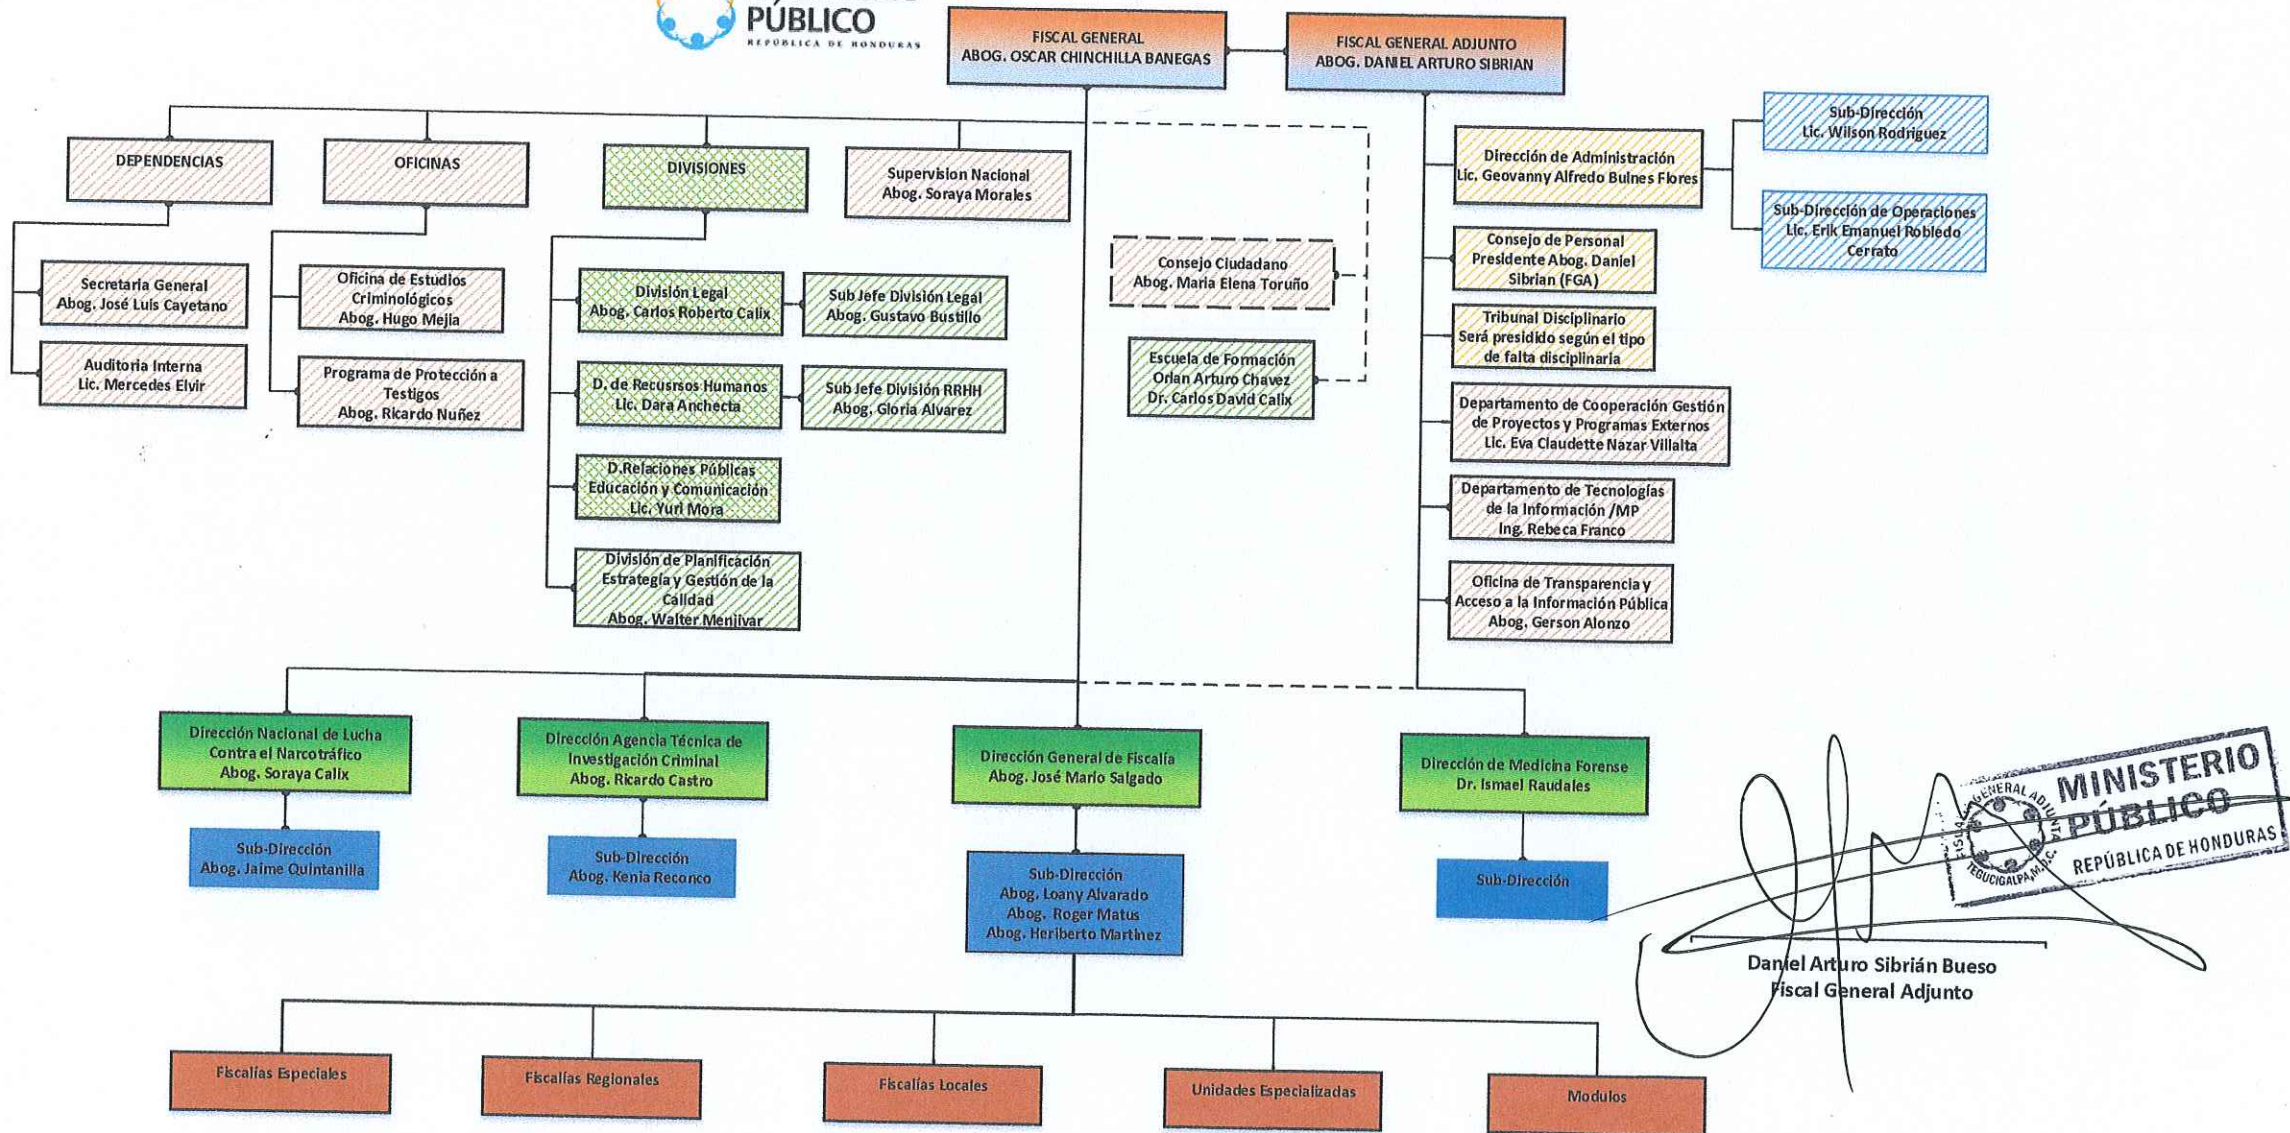 PÚBLICO
REPÚBLICA DE HONDURAS
FISCAL GENERAL
ABOG. OSCAR CHINCHILLA BANEGAS
FISCAL GENERAL ADJUNTO
ABOG. DANIEL ARTURO SIBRIAN
DEPENDENCIAS
OFICINAS
DIVISIONES
Supervision Nacional
Abog. Soraya Morales
Secretaria General
Abog. José Luis Cayetano
Auditoria Interna
Lic. Mercedes Elvir
Oficina de Estudios
Criminológicos
Abog. Hugo Mejia
Programa de Protección a
Testigos
Abog. Ricardo Nuñez
División Legal
Abog. Carlos Roberto Calix
Sub Jefe División Legal
Abog. Gustavo Bustillo
D. de Recusrsos Humanos
Lic. Dara Anchecta
Sub Jefe División RRHH
Abog. Gloria Alvarez
D.Relaciones Públicas
Educación y Comunicación
Lic. Yuri Mora
División de Planificación
Estrategia y Gestión de la
Calidad
Abog. Walter Menjivar
Consejo Ciudadano
Abog. Maria Elena Toruño
Escuela de Formación
Orlan Arturo Chavez
Dr. Carlos David Calix
Dirección de Administración
Lic. Geovanny Alfredo Bulnes Flores
Sub-Dirección
Lic. Wilson Rodriguez
Sub-Dirección de Operaciones
Lic. Erik Emanuel Robledo
Cerrato
Consejo de Personal
Presidente Abog. Daniel
Sibrian (FGA)
Tribunal Disciplinario
Será presidido según el tipo
de falta disciplinaria
Departamento de Cooperación Gestión
de Proyectos y Programas Externos
Lic. Eva Claudette Nazar Villalta
Departamento de Tecnologías
de la Información /MP
Ing. Rebeca Franco
Oficina de Transparencia y
Acceso a la Información Pública
Abog. Gerson Alonzo
Dirección Nacional de Lucha
Contra el Narcotráfico
Abog. Soraya Calix
Sub-Dirección
Abog. Jaime Quintanilla
Dirección Agencia Técnica de
Investigación Criminal
Abog. Ricardo Castro
Sub-Dirección
Abog. Kenia Reconco
Dirección General de Fiscalía
Abog. José Mario Salgado
Sub-Dirección
Abog. Loany Alvarado
Abog. Roger Matus
Abog. Heriberto Martinez
Dirección de Medicina Forense
Dr. Ismael Raudales
Sub-Dirección
Fiscalías Especiales
Fiscalías Regionales
Fiscalías Locales
Unidades Especializadas
Modulos
MINISTERIO
PÚBLICO
REPÚBLICA DE HONDURAS
FISCALIA GENERAL ADJUNTA
TEGUCIGALPA, M.D.C.
Daniel Arturo Sibrián Bueso
Fiscal General Adjunto